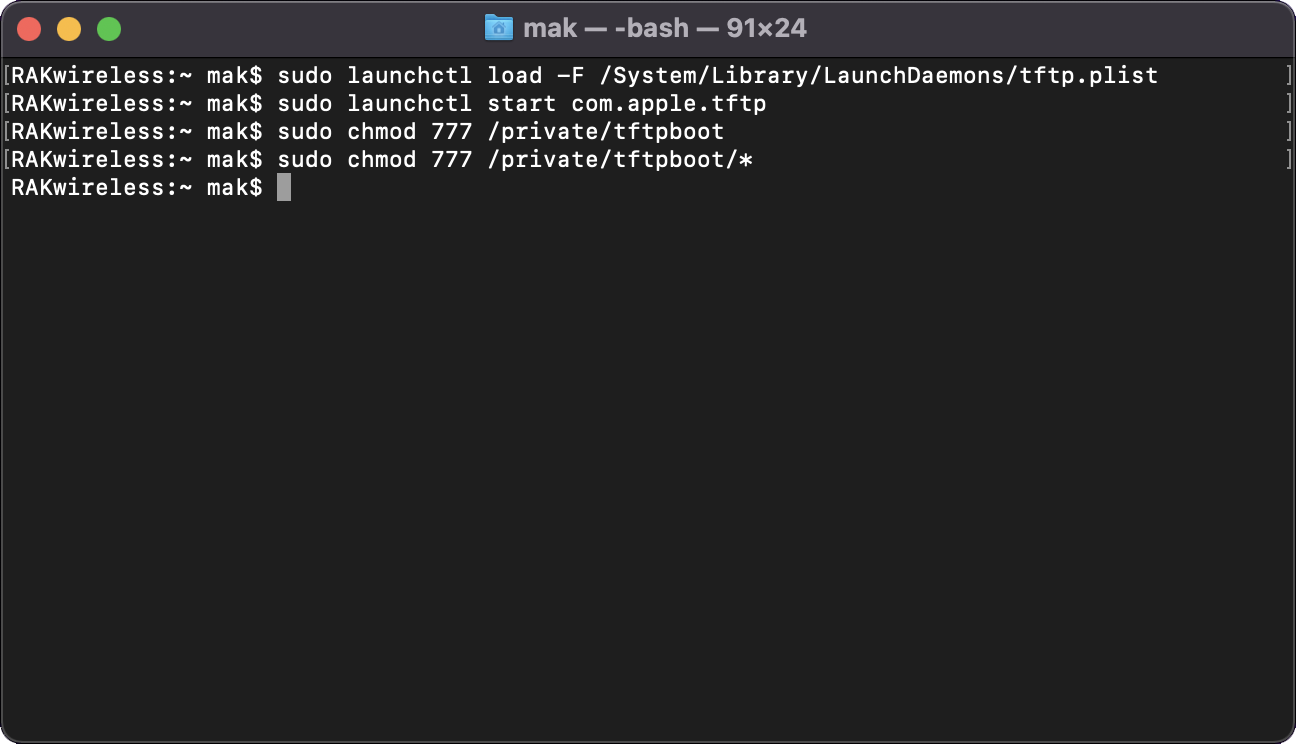 mak — -bash — 91×24
[RAKwireless:~ mak$ sudo launchctl load -F /System/Library/LaunchDaemons/tftp.plist ]
[RAKwireless:~ mak$ sudo launchctl start com.apple.tftp ]
[RAKwireless:~ mak$ sudo chmod 777 /private/tftpboot ]
[RAKwireless:~ mak$ sudo chmod 777 /private/tftpboot/* ]
RAKwireless:~ mak$